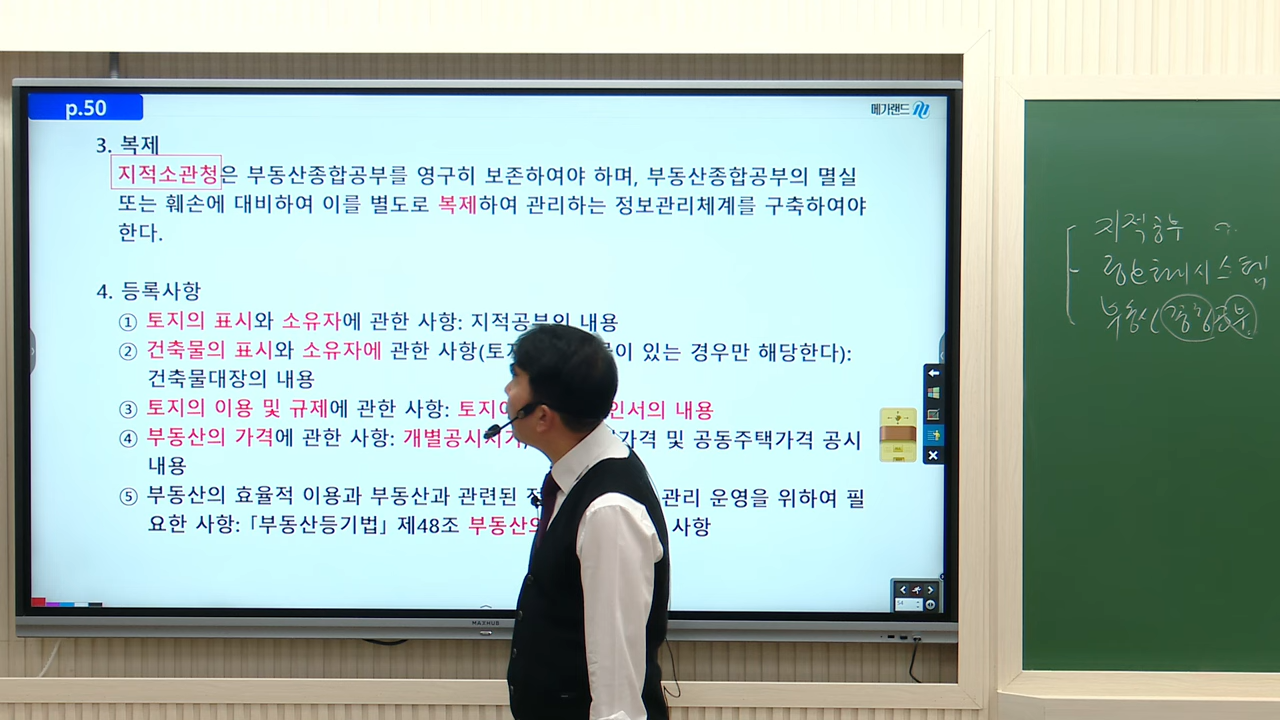 p.50
메가랜드
3. 복제
지적소관청은 부동산종합공부를 영구히 보존하여야 하며, 부동산종합공부의 멸실
또는 훼손에 대비하여 이를 별도로 복제하여 관리하는 정보관리체계를 구축하여야
한다.
4. 등록사항
① 토지의 표시와 소유자에 관한 사항: 지적공부의 내용
② 건축물의 표시와 소유자에 관한 사항(토지 이 있는 경우만 해당한다):
건축물대장의 내용
③ 토지의 이용 및 규제에 관한 사항: 토지이 인서의 내용
④ 부동산의 가격에 관한 사항: 개별공시지가, 가격 및 공동주택가격 공시
내용
⑤ 부동산의 효율적 이용과 부동산과 관련된 관리 운영을 위하여 필
요한 사항: 「부동산등기법」 제48조 부동산의 사항
MAXHUB
54
지적공부
부동산종합공부